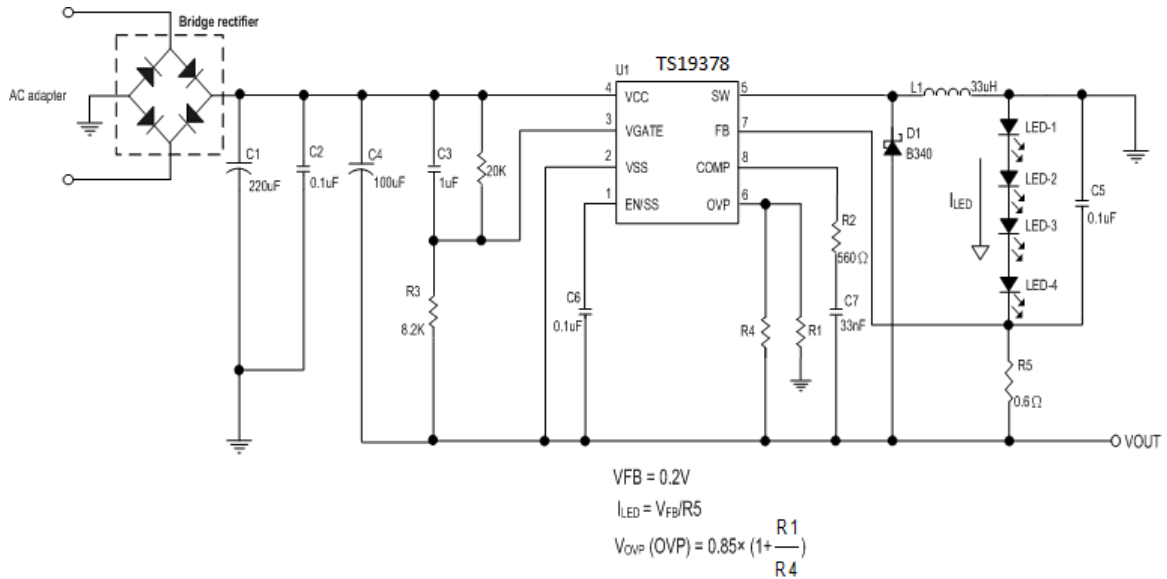 Bridge rectifier
AC adapter
U1
TS19378
4
VCC
SW
5
3
VGATE
FB
7
2
VSS
COMP
8
1
EN/SS
OVP
6
C1
220uF
C2
0.1uF
C4
100uF
C3
1uF
20K
R3
8.2K
C6
0.1uF
R4
R1
R2
560Ω
C7
33nF
D1
B340
L1
33uH
LED-1
LED-2
LED-3
LED-4
ILED
C5
0.1uF
R5
0.6Ω
VOUT
VFB = 0.2V
ILED = VFB/R5
VOVP (OVP) = 0.85× (1+ R1/R4)